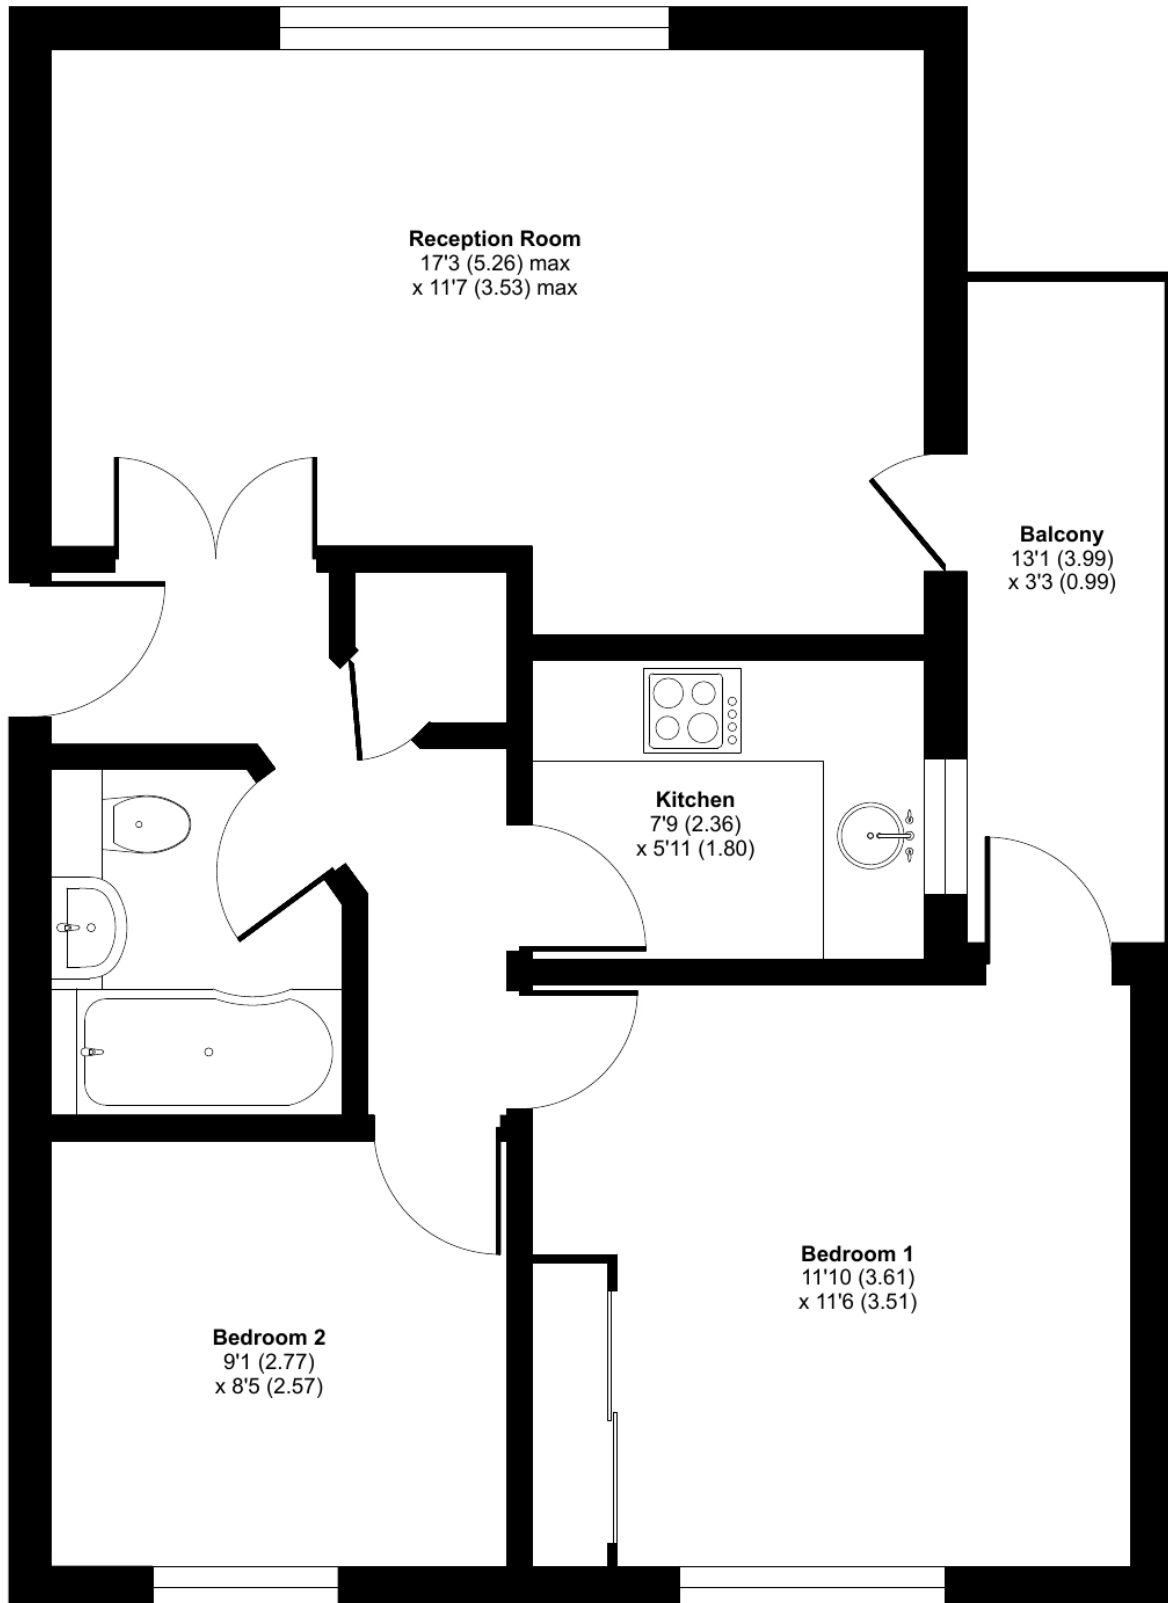 Reception Room
17'3 (5.26) max
x 11'7 (3.53) max
Balcony
13'1 (3.99)
x 3'3 (0.99)
Kitchen
7'9 (2.36)
x 5'11 (1.80)
Bedroom 1
11'10 (3.61)
x 11'6 (3.51)
Bedroom 2
9'1 (2.77)
x 8'5 (2.57)